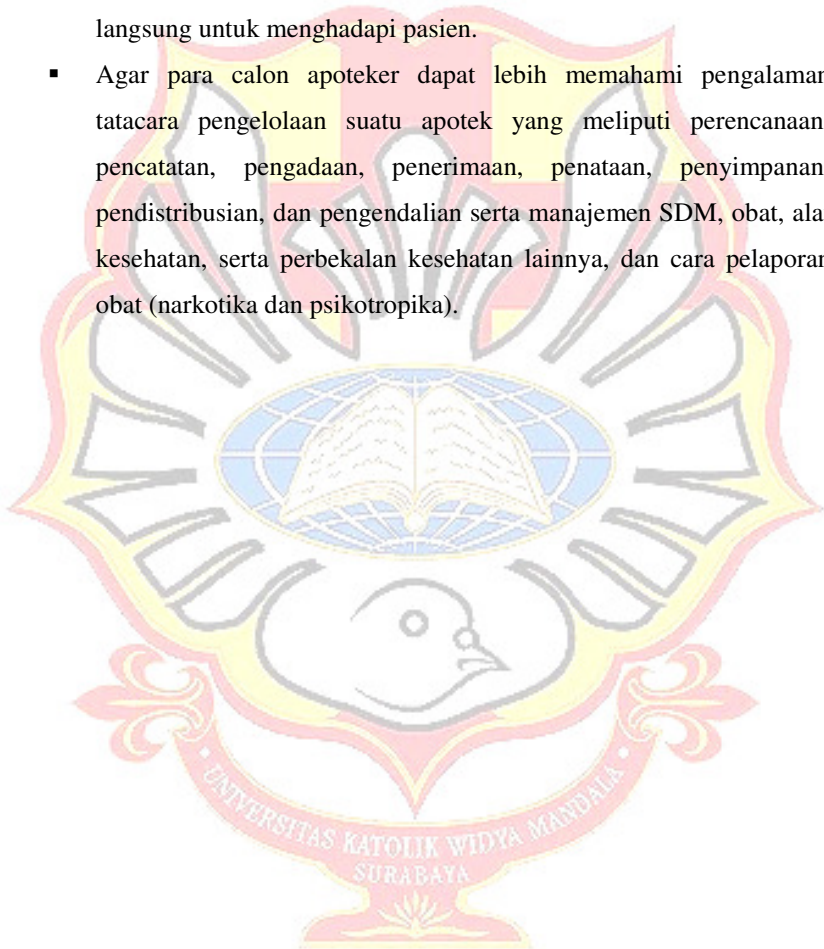 langsung untuk menghadapi pasien.
▪ Agar para calon apoteker dapat lebih memahami pengalaman
tatacara pengelolaan suatu apotek yang meliputi perencanaan
pencatatan, pengadaan, penerimaan, penataan, penyimpanan
pendistribusian, dan pengendalian serta manajemen SDM, obat, ala
kesehatan, serta perbekalan kesehatan lainnya, dan cara pelaporan
obat (narkotika dan psikotropika).
UNIVERSITAS KATOLIK WIDYA MANDALA
SURABAYA